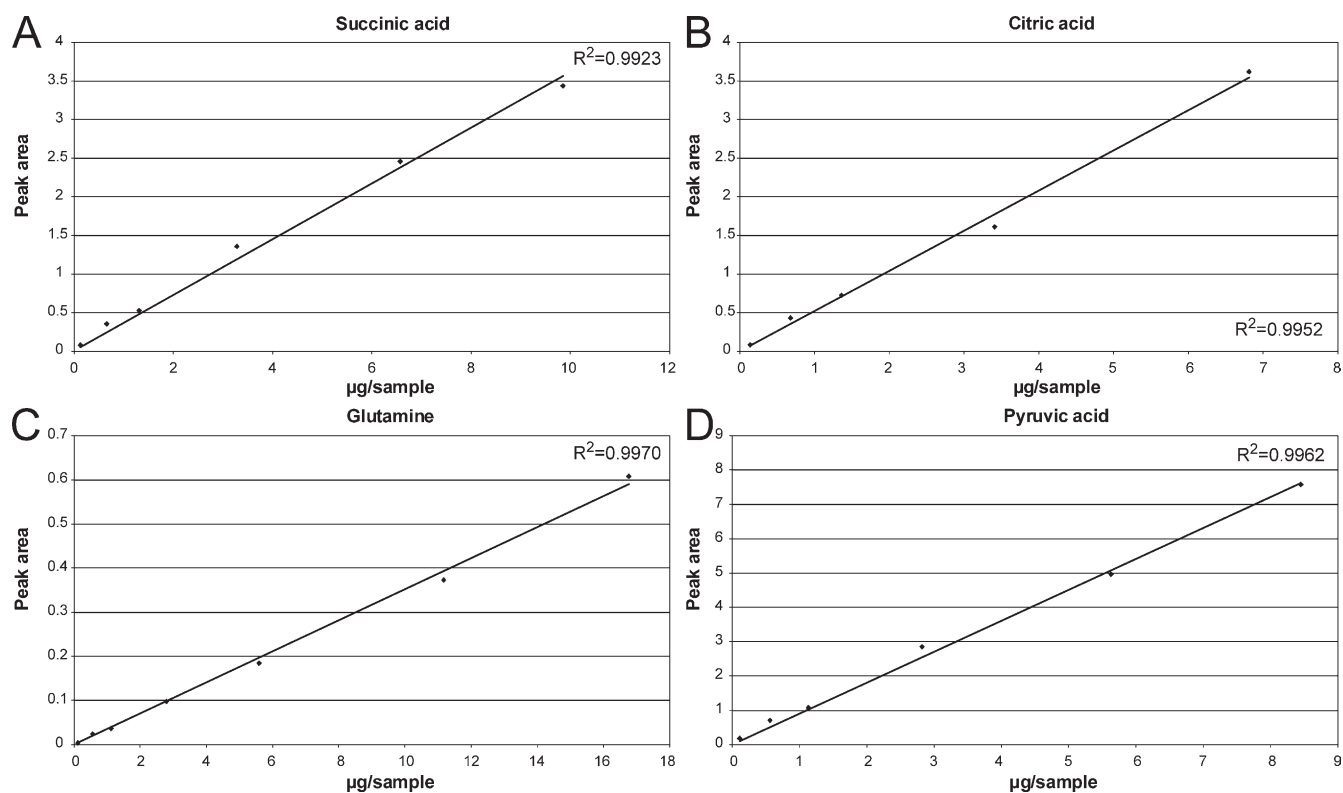 A
Succinic acid
R²=0.9923
4
3.5
3
2.5
2
1.5
1
0.5
0
Peak area
0 2 4 6 8 10 12
µg/sample
B
Citric acid
R²=0.9952
4
3.5
3
2.5
2
1.5
1
0.5
0
Peak area
0 1 2 3 4 5 6 7 8
µg/sample
C
Glutamine
R²=0.9970
0.7
0.6
0.5
0.4
0.3
0.2
0.1
0
Peak area
0 2 4 6 8 10 12 14 16 18
µg/sample
D
Pyruvic acid
R²=0.9962
9
8
7
6
5
4
3
2
1
0
Peak area
0 1 2 3 4 5 6 7 8 9
µg/sample